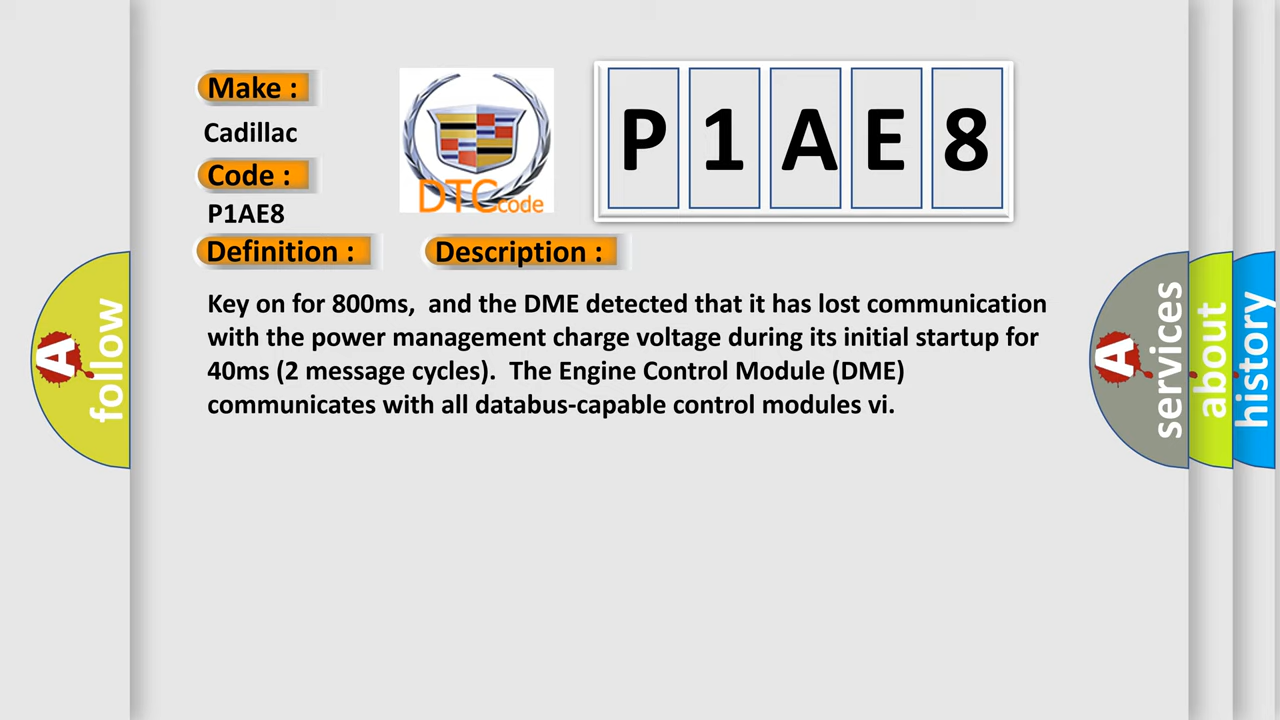 Make :
Cadillac
Code :
P1AE8
DTC code
P 1 A E 8
Definition :
Description :
Key on for 800ms, and the DME detected that it has lost communication
with the power management charge voltage during its initial startup for
40ms (2 message cycles). The Engine Control Module (DME)
communicates with all databus-capable control modules vi.
A follow
A services
about
history